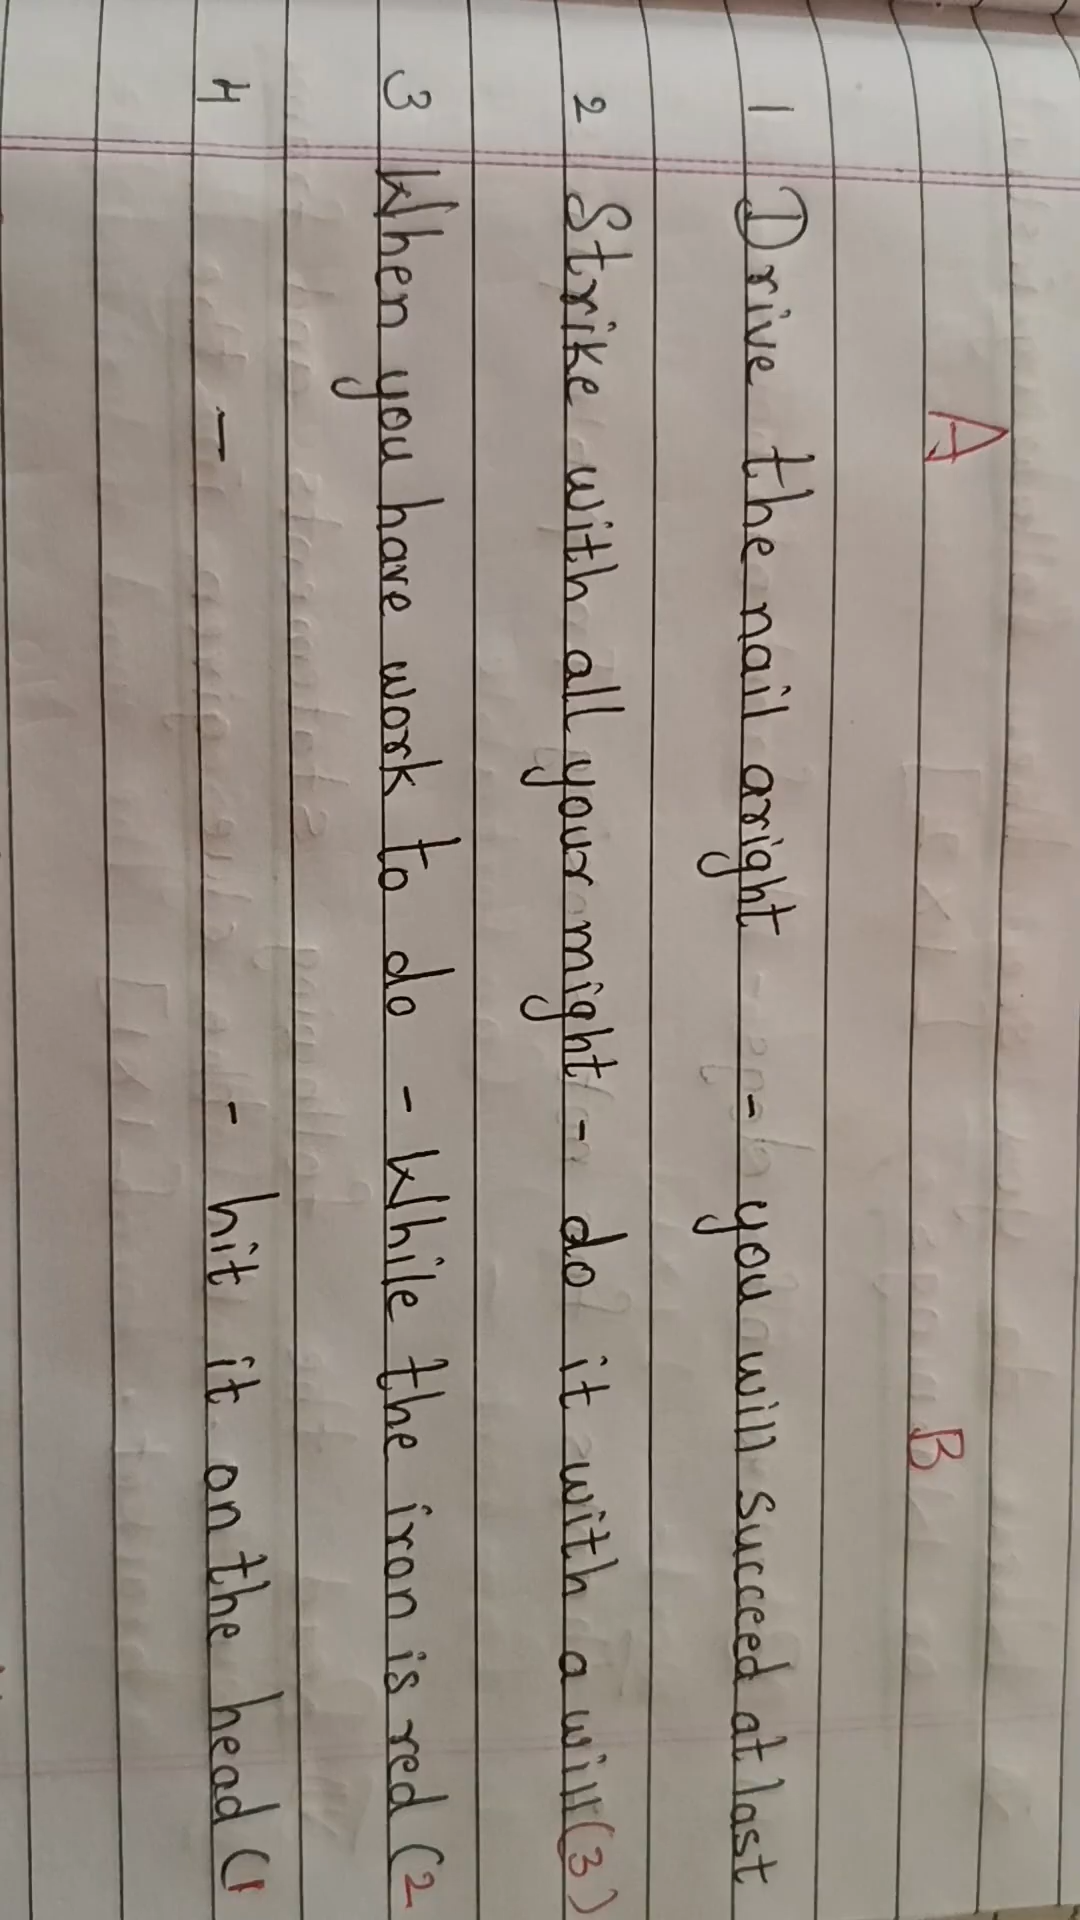 A B
1 Drive the nail aright - you will succeed at last
2 Strike with all your might - do it with a will (3)
3 When you have work to do - While the iron is red (2
4 - - hit it on the head (1